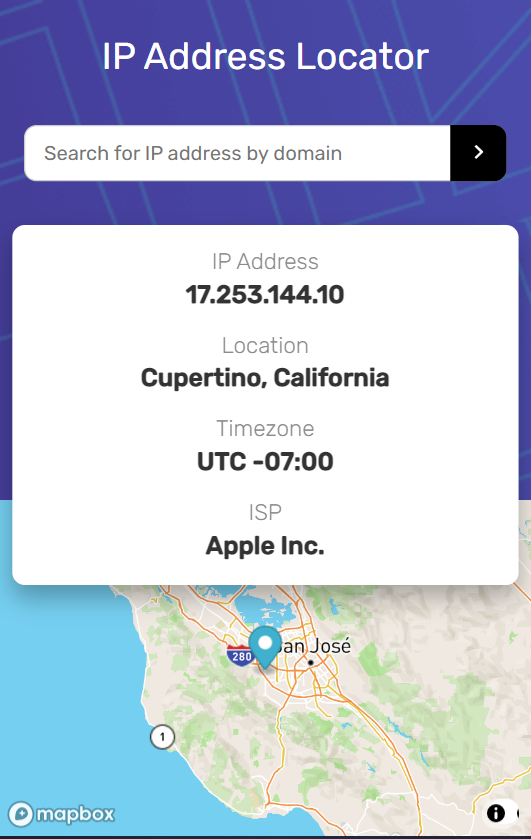 IP Address Locator
Search for IP address by domain
IP Address
17.253.144.10
Location
Cupertino, California
Timezone
UTC -07:00
ISP
Apple Inc.
280
San José
1
mapbox